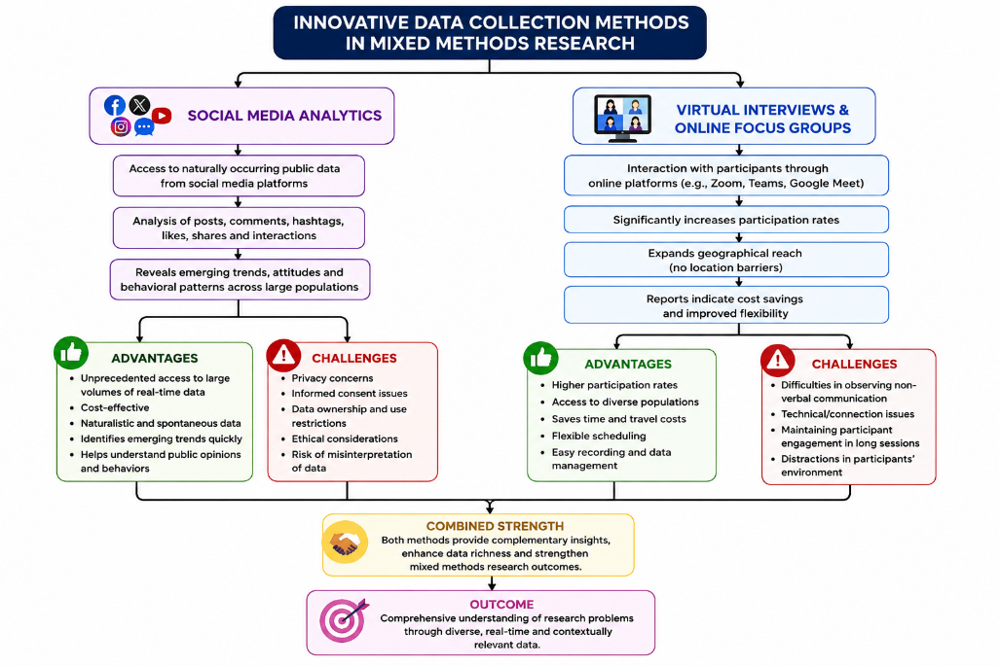 INNOVATIVE DATA COLLECTION METHODS
IN MIXED METHODS RESEARCH
SOCIAL MEDIA ANALYTICS
Access to naturally occurring public data
from social media platforms
Analysis of posts, comments, hashtags,
likes, shares and interactions
Reveals emerging trends, attitudes and
behavioral patterns across large populations
ADVANTAGES
• Unprecedented access to large
volumes of real-time data
• Cost-effective
• Naturalistic and spontaneous data
• Identifies emerging trends quickly
• Helps understand public opinions
and behaviors
CHALLENGES
• Privacy concerns
• Informed consent issues
• Data ownership and use
restrictions
• Ethical considerations
• Risk of misinterpretation
of data
VIRTUAL INTERVIEWS &
ONLINE FOCUS GROUPS
Interaction with participants through
online platforms (e.g., Zoom, Teams, Google Meet)
Significantly increases participation rates
Expands geographical reach
(no location barriers)
Reports indicate cost savings
and improved flexibility
ADVANTAGES
• Higher participation rates
• Access to diverse populations
• Saves time and travel costs
• Flexible scheduling
• Easy recording and data
management
CHALLENGES
• Difficulties in observing non-
verbal communication
• Technical/connection issues
• Maintaining participant
engagement in long sessions
• Distractions in participants'
environment
COMBINED STRENGTH
Both methods provide complementary insights,
enhance data richness and strengthen
mixed methods research outcomes.
OUTCOME
Comprehensive understanding of research problems
through diverse, real-time and contextually
relevant data.